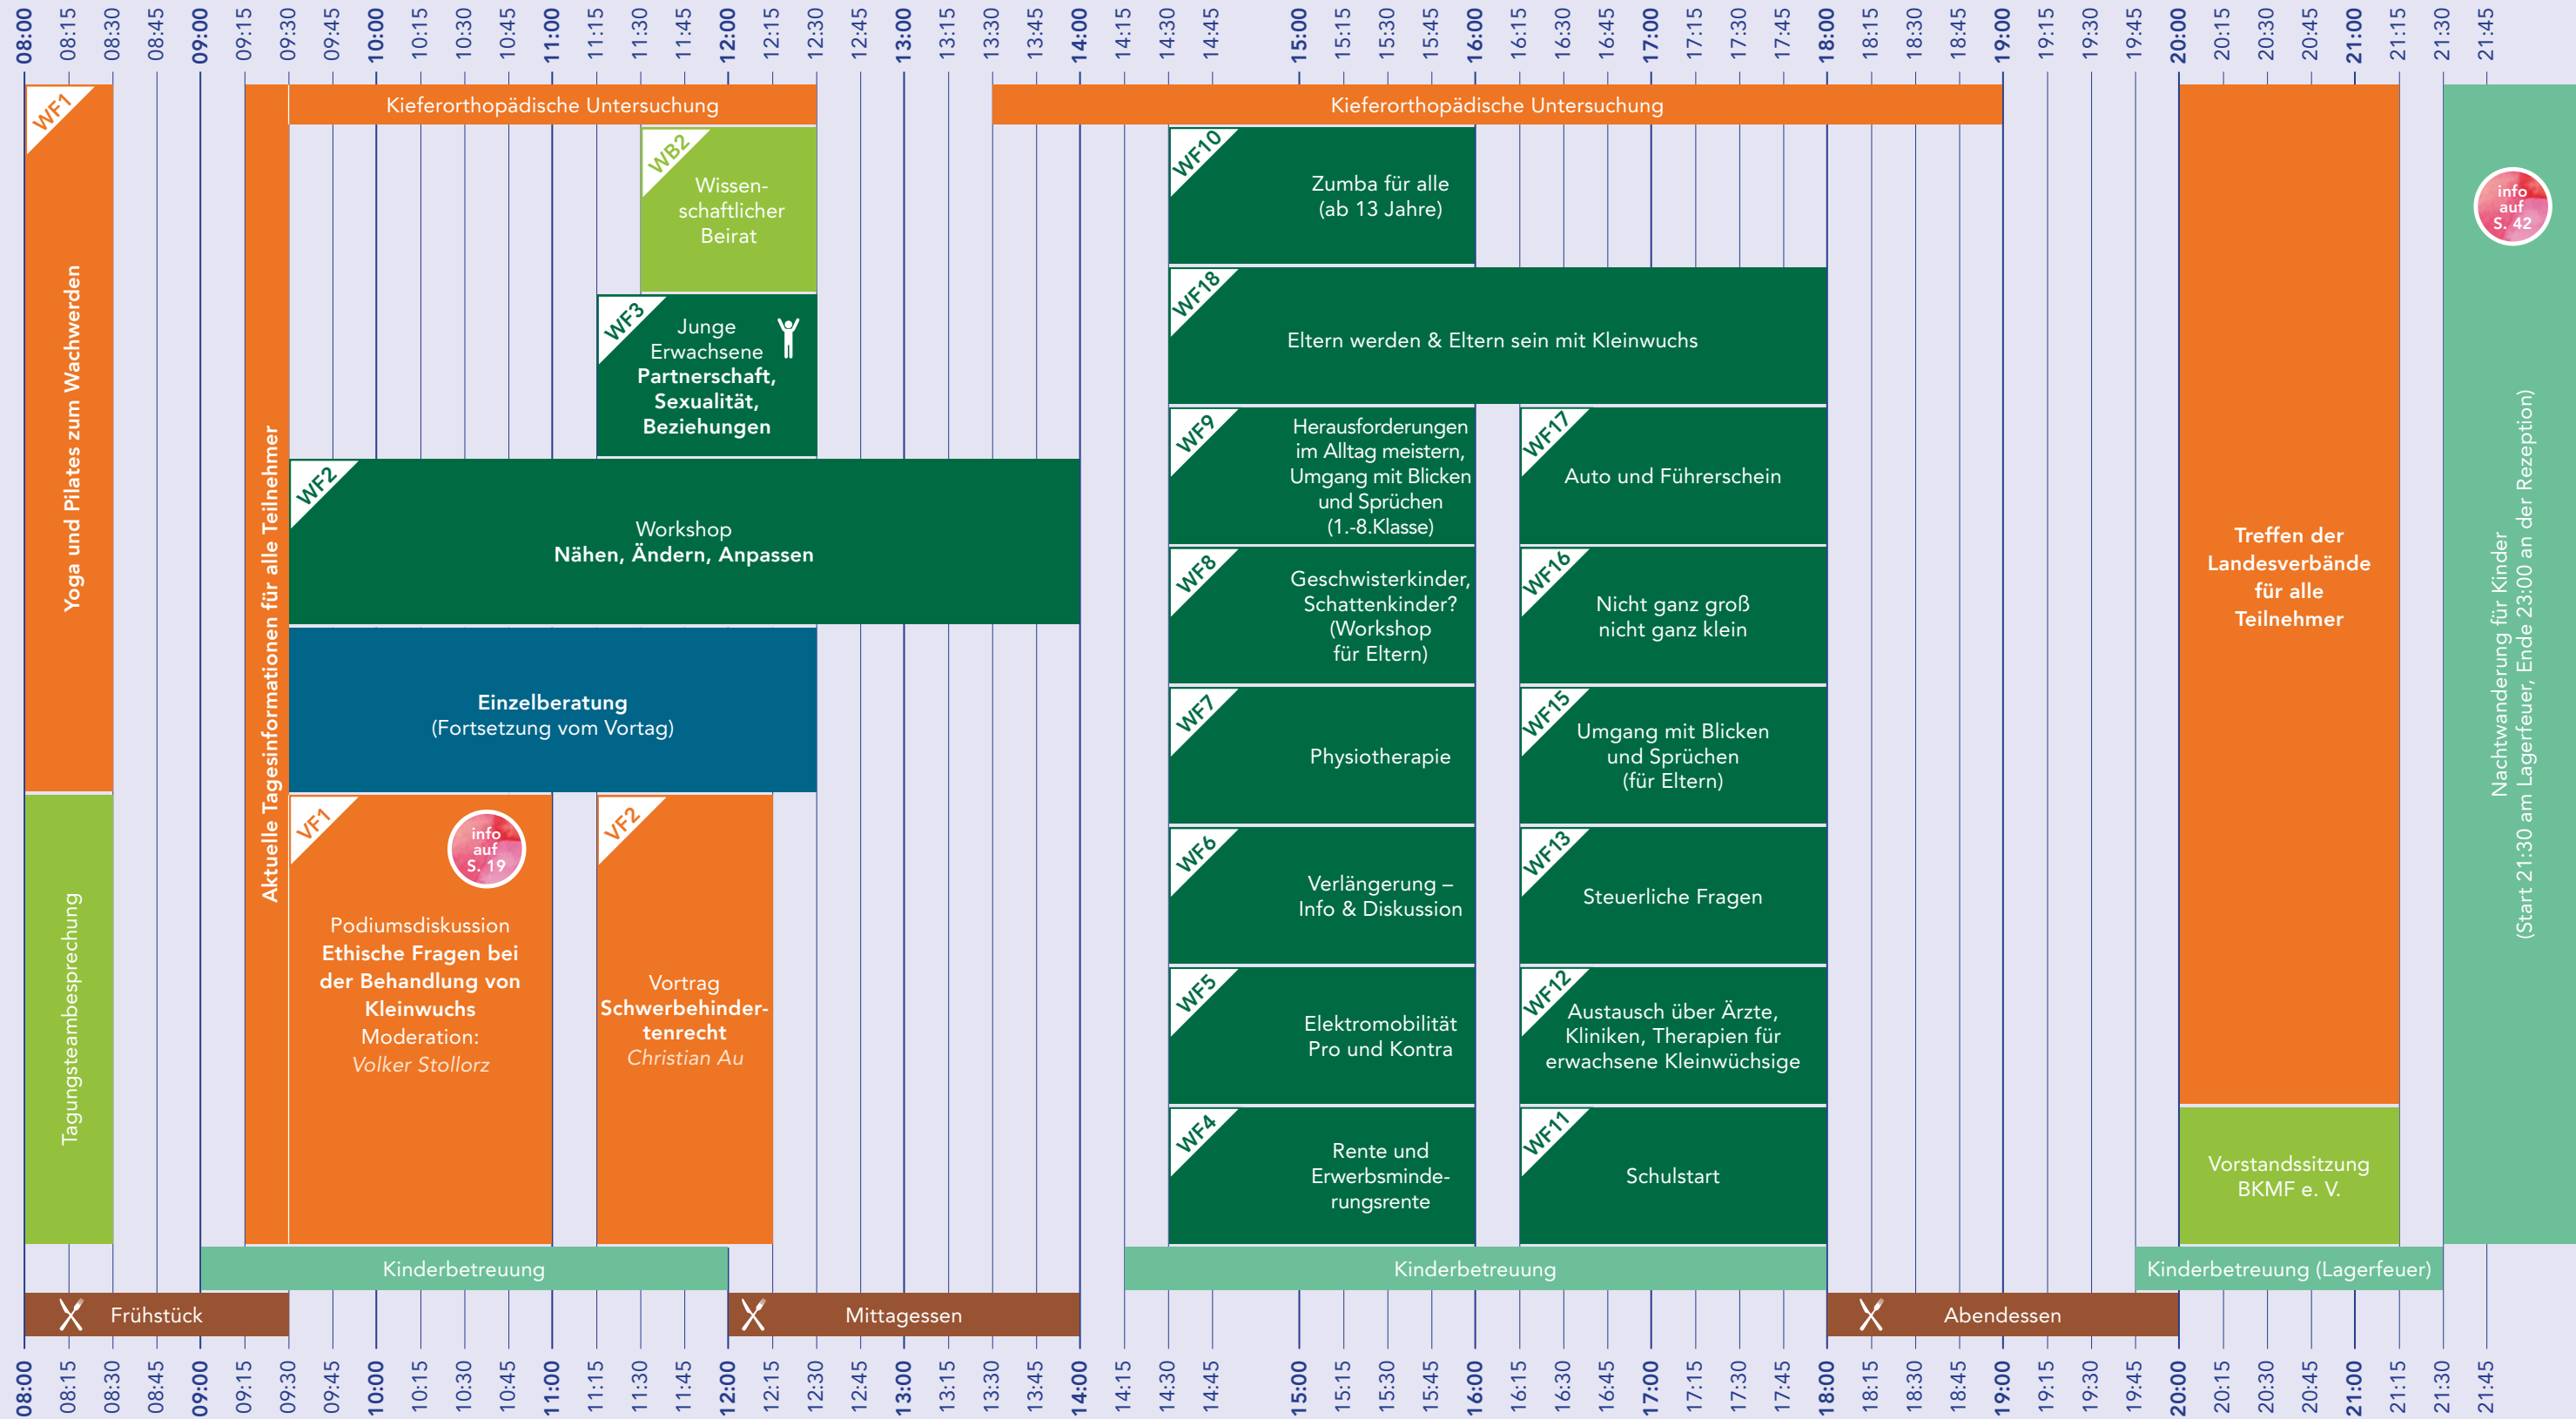 08:00
08:15
08:30
08:45
09:00
09:15
09:30
09:45
10:00
10:15
10:30
10:45
11:00
11:15
11:30
11:45
12:00
12:15
12:30
12:45
13:00
13:15
13:30
13:45
14:00
14:15
14:30
14:45
15:00
15:15
15:30
15:45
16:00
16:15
16:30
16:45
17:00
17:15
17:30
17:45
18:00
18:15
18:30
18:45
19:00
19:15
19:30
19:45
20:00
20:15
20:30
20:45
21:00
21:15
21:30
21:45
WF1
Yoga und Pilates zum Wachwerden
Tagungsteambesprechung
Aktuelle Tagesinformationen für alle Teilnehmer
Kieferorthopädische Untersuchung
WB2
Wissen-
schaftlicher
Beirat
WF3
Junge
Erwachsene
Partnerschaft,
Sexualität,
Beziehungen
WF2
Workshop
Nähen, Ändern, Anpassen
Einzelberatung
(Fortsetzung vom Vortag)
VF1
info
auf
S. 19
Podiumsdiskussion
Ethische Fragen bei
der Behandlung von
Kleinwuchs
Moderation:
Volker Stollorz
VF2
Vortrag
Schwerbehinder-
tenrecht
Christian Au
Kieferorthopädische Untersuchung
WF10
Zumba für alle
(ab 13 Jahre)
WF18
Eltern werden & Eltern sein mit Kleinwuchs
WF9
Herausforderungen
im Alltag meistern,
Umgang mit Blicken
und Sprüchen
(1.-8.Klasse)
WF17
Auto und Führerschein
WF8
Geschwisterkinder,
Schattenkinder?
(Workshop
für Eltern)
WF16
Nicht ganz groß
nicht ganz klein
WF7
Physiotherapie
WF15
Umgang mit Blicken
und Sprüchen
(für Eltern)
WF6
Verlängerung –
Info & Diskussion
WF13
Steuerliche Fragen
WF5
Elektromobilität
Pro und Kontra
WF12
Austausch über Ärzte,
Kliniken, Therapien für
erwachsene Kleinwüchsige
WF4
Rente und
Erwerbsminde-
rungsrente
WF11
Schulstart
Treffen der
Landesverbände
für alle
Teilnehmer
Vorstandssitzung
BKMF e. V.
info
auf
S. 42
Nachtwanderung für Kinder
(Start 21:30 am Lagerfeuer, Ende 23:00 an der Rezeption)
Kinderbetreuung
Kinderbetreuung
Kinderbetreuung (Lagerfeuer)
Frühstück
Mittagessen
Abendessen
08:00
08:15
08:30
08:45
09:00
09:15
09:30
09:45
10:00
10:15
10:30
10:45
11:00
11:15
11:30
11:45
12:00
12:15
12:30
12:45
13:00
13:15
13:30
13:45
14:00
14:15
14:30
14:45
15:00
15:15
15:30
15:45
16:00
16:15
16:30
16:45
17:00
17:15
17:30
17:45
18:00
18:15
18:30
18:45
19:00
19:15
19:30
19:45
20:00
20:15
20:30
20:45
21:00
21:15
21:30
21:45